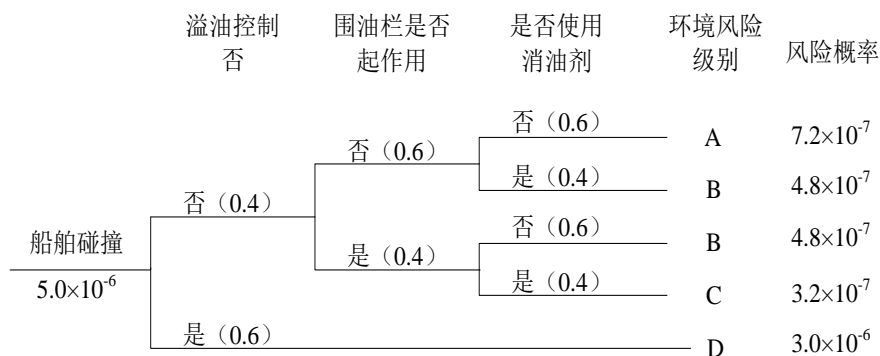 溢油控制
否
围油栏是否
起作用
是否使用
消油剂
环境风险
级别
风险概率
否（0.6）
A
7.2×10⁻⁷
否（0.6）
是（0.4）
B
4.8×10⁻⁷
否（0.4）
否（0.6）
B
4.8×10⁻⁷
船舶碰撞
是（0.4）
5.0×10⁻⁶
是（0.4）
C
3.2×10⁻⁷
是（0.6）
D
3.0×10⁻⁶